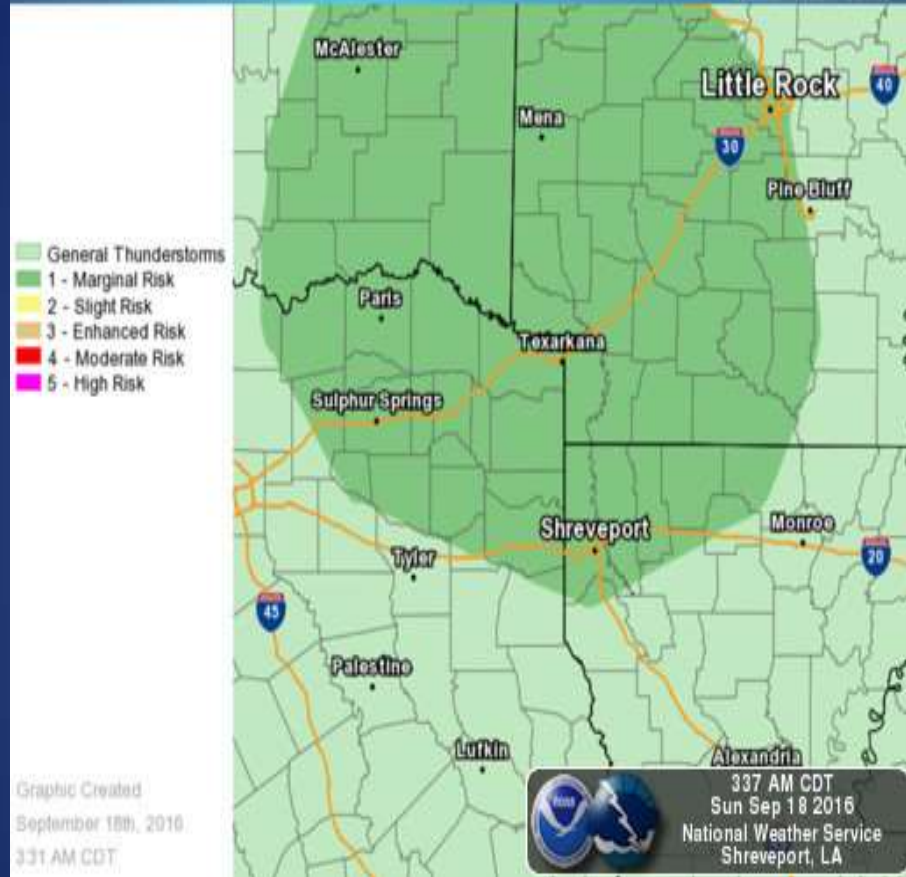 McAlester
Little Rock
40
Mena
30
Pine Bluff
General Thunderstorms
1 - Marginal Risk
2 - Slight Risk
3 - Enhanced Risk
4 - Moderate Risk
5 - High Risk
Paris
Texarkana
Sulphur Springs
Shreveport
Monroe
Tyler
20
45
Palestine
Lufkin
Alexandria
Graphic Created
September 18th, 2016
3:31 AM CDT
337 AM CDT
Sun Sep 18 2016
National Weather Service
Shreveport, LA